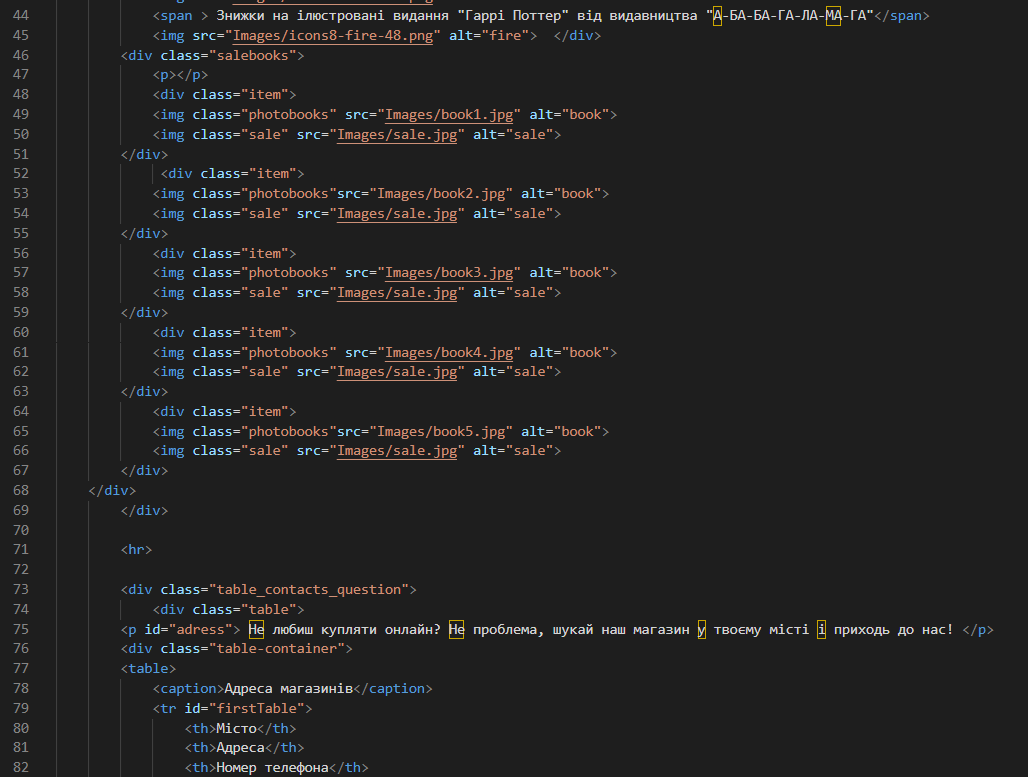 44 <span > Знижки на ілюстровані видання "Гаррі Поттер" від видавництва "А-БА-БА-ГА-ЛА-МА-ГА"</span>
45 <img src="Images/icons8-fire-48.png" alt="fire">  </div>
46 <div class="salebooks">
47 <p></p>
48 <div class="item">
49 <img class="photobooks" src="Images/book1.jpg" alt="book">
50 <img class="sale" src="Images/sale.jpg" alt="sale">
51 </div>
52 <div class="item">
53 <img class="photobooks"src="Images/book2.jpg" alt="book">
54 <img class="sale" src="Images/sale.jpg" alt="sale">
55 </div>
56 <div class="item">
57 <img class="photobooks" src="Images/book3.jpg" alt="book">
58 <img class="sale" src="Images/sale.jpg" alt="sale">
59 </div>
60 <div class="item">
61 <img class="photobooks" src="Images/book4.jpg" alt="book">
62 <img class="sale" src="Images/sale.jpg" alt="sale">
63 </div>
64 <div class="item">
65 <img class="photobooks"src="Images/book5.jpg" alt="book">
66 <img class="sale" src="Images/sale.jpg" alt="sale">
67 </div>
68 </div>
69 </div>
70
71 <hr>
72
73 <div class="table_contacts_question">
74 <div class="table">
75 <p id="adress"> Не любиш купляти онлайн? Не проблема, шукай наш магазин у твоєму місті і приходь до нас! </p>
76 <div class="table-container">
77 <table>
78 <caption>Адреса магазинів</caption>
79 <tr id="firstTable">
80 <th>Місто</th>
81 <th>Адреса</th>
82 <th>Номер телефона</th>